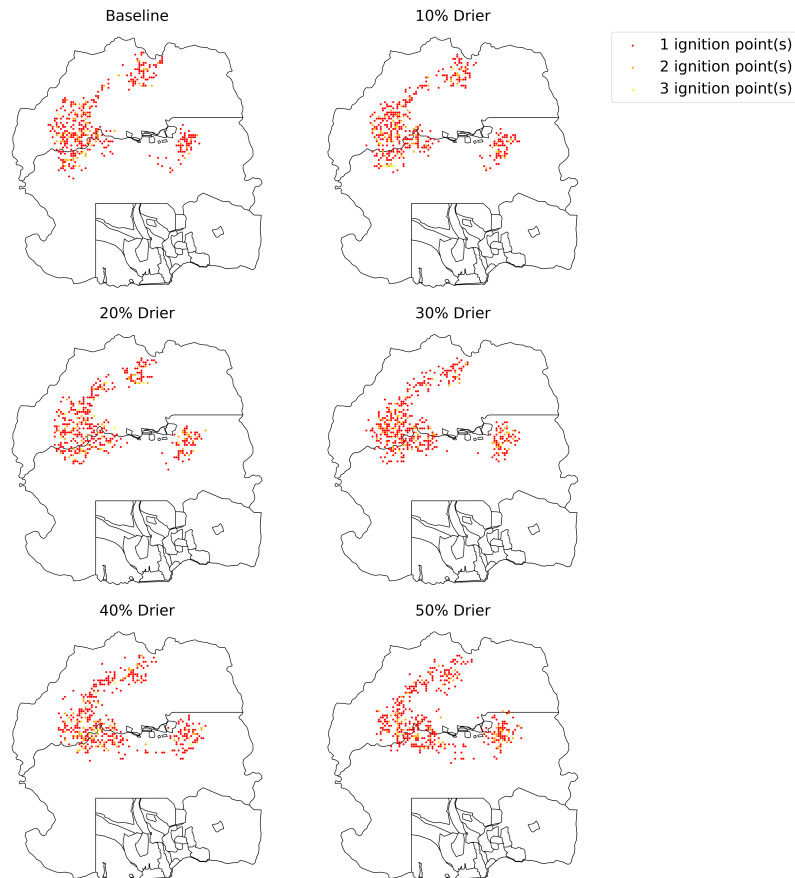 Baseline
10% Drier
1 ignition point(s)
2 ignition point(s)
3 ignition point(s)
20% Drier
30% Drier
40% Drier
50% Drier